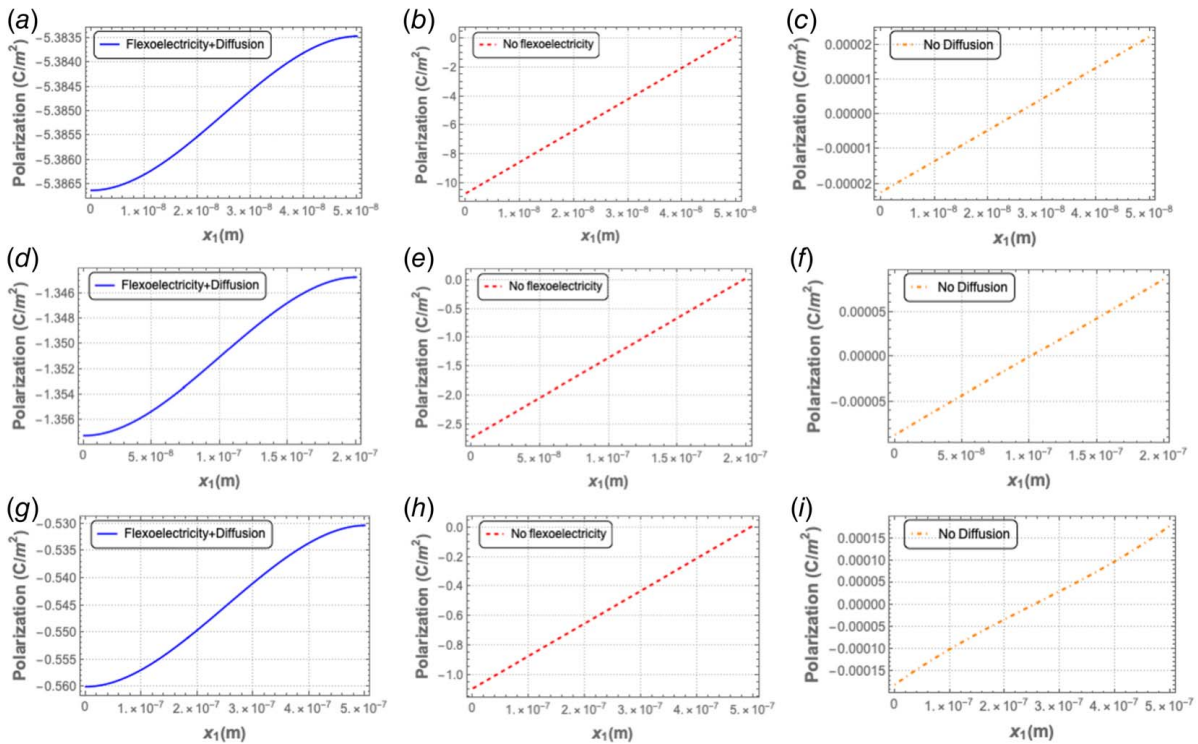 (a)
Flexoelectricity+Diffusion
Polarization (C/m²)
−5.3835
−5.3840
−5.3845
−5.3850
−5.3855
−5.3860
−5.3865
0 1.×10⁻⁸ 2.×10⁻⁸ 3.×10⁻⁸ 4.×10⁻⁸ 5.×10⁻⁸
x₁(m)
(b)
No flexoelectricity
Polarization (C/m²)
0
−2
−4
−6
−8
−10
0 1.×10⁻⁸ 2.×10⁻⁸ 3.×10⁻⁸ 4.×10⁻⁸ 5.×10⁻⁸
x₁(m)
(c)
No Diffusion
Polarization (C/m²)
0.00002
0.00001
0.00000
−0.00001
−0.00002
0 1.×10⁻⁸ 2.×10⁻⁸ 3.×10⁻⁸ 4.×10⁻⁸ 5.×10⁻⁸
x₁(m)
(d)
Flexoelectricity+Diffusion
Polarization (C/m²)
−1.346
−1.348
−1.350
−1.352
−1.354
−1.356
0 5.×10⁻⁸ 1.×10⁻⁷ 1.5×10⁻⁷ 2.×10⁻⁷
x₁(m)
(e)
No flexoelectricity
Polarization (C/m²)
0.0
−0.5
−1.0
−1.5
−2.0
−2.5
0 5.×10⁻⁸ 1.×10⁻⁷ 1.5×10⁻⁷ 2.×10⁻⁷
x₁(m)
(f)
No Diffusion
Polarization (C/m²)
0.00005
0.00000
−0.00005
0 5.×10⁻⁸ 1.×10⁻⁷ 1.5×10⁻⁷ 2.×10⁻⁷
x₁(m)
(g)
Flexoelectricity+Diffusion
Polarization (C/m²)
−0.530
−0.535
−0.540
−0.545
−0.550
−0.555
−0.560
0 1.×10⁻⁷ 2.×10⁻⁷ 3.×10⁻⁷ 4.×10⁻⁷ 5.×10⁻⁷
x₁(m)
(h)
No flexoelectricity
Polarization (C/m²)
0.0
−0.2
−0.4
−0.6
−0.8
−1.0
0 1.×10⁻⁷ 2.×10⁻⁷ 3.×10⁻⁷ 4.×10⁻⁷ 5.×10⁻⁷
x₁(m)
(i)
No Diffusion
Polarization (C/m²)
0.00015
0.00010
0.00005
0.00000
−0.00005
−0.00010
−0.00015
0 1.×10⁻⁷ 2.×10⁻⁷ 3.×10⁻⁷ 4.×10⁻⁷ 5.×10⁻⁷
x₁(m)